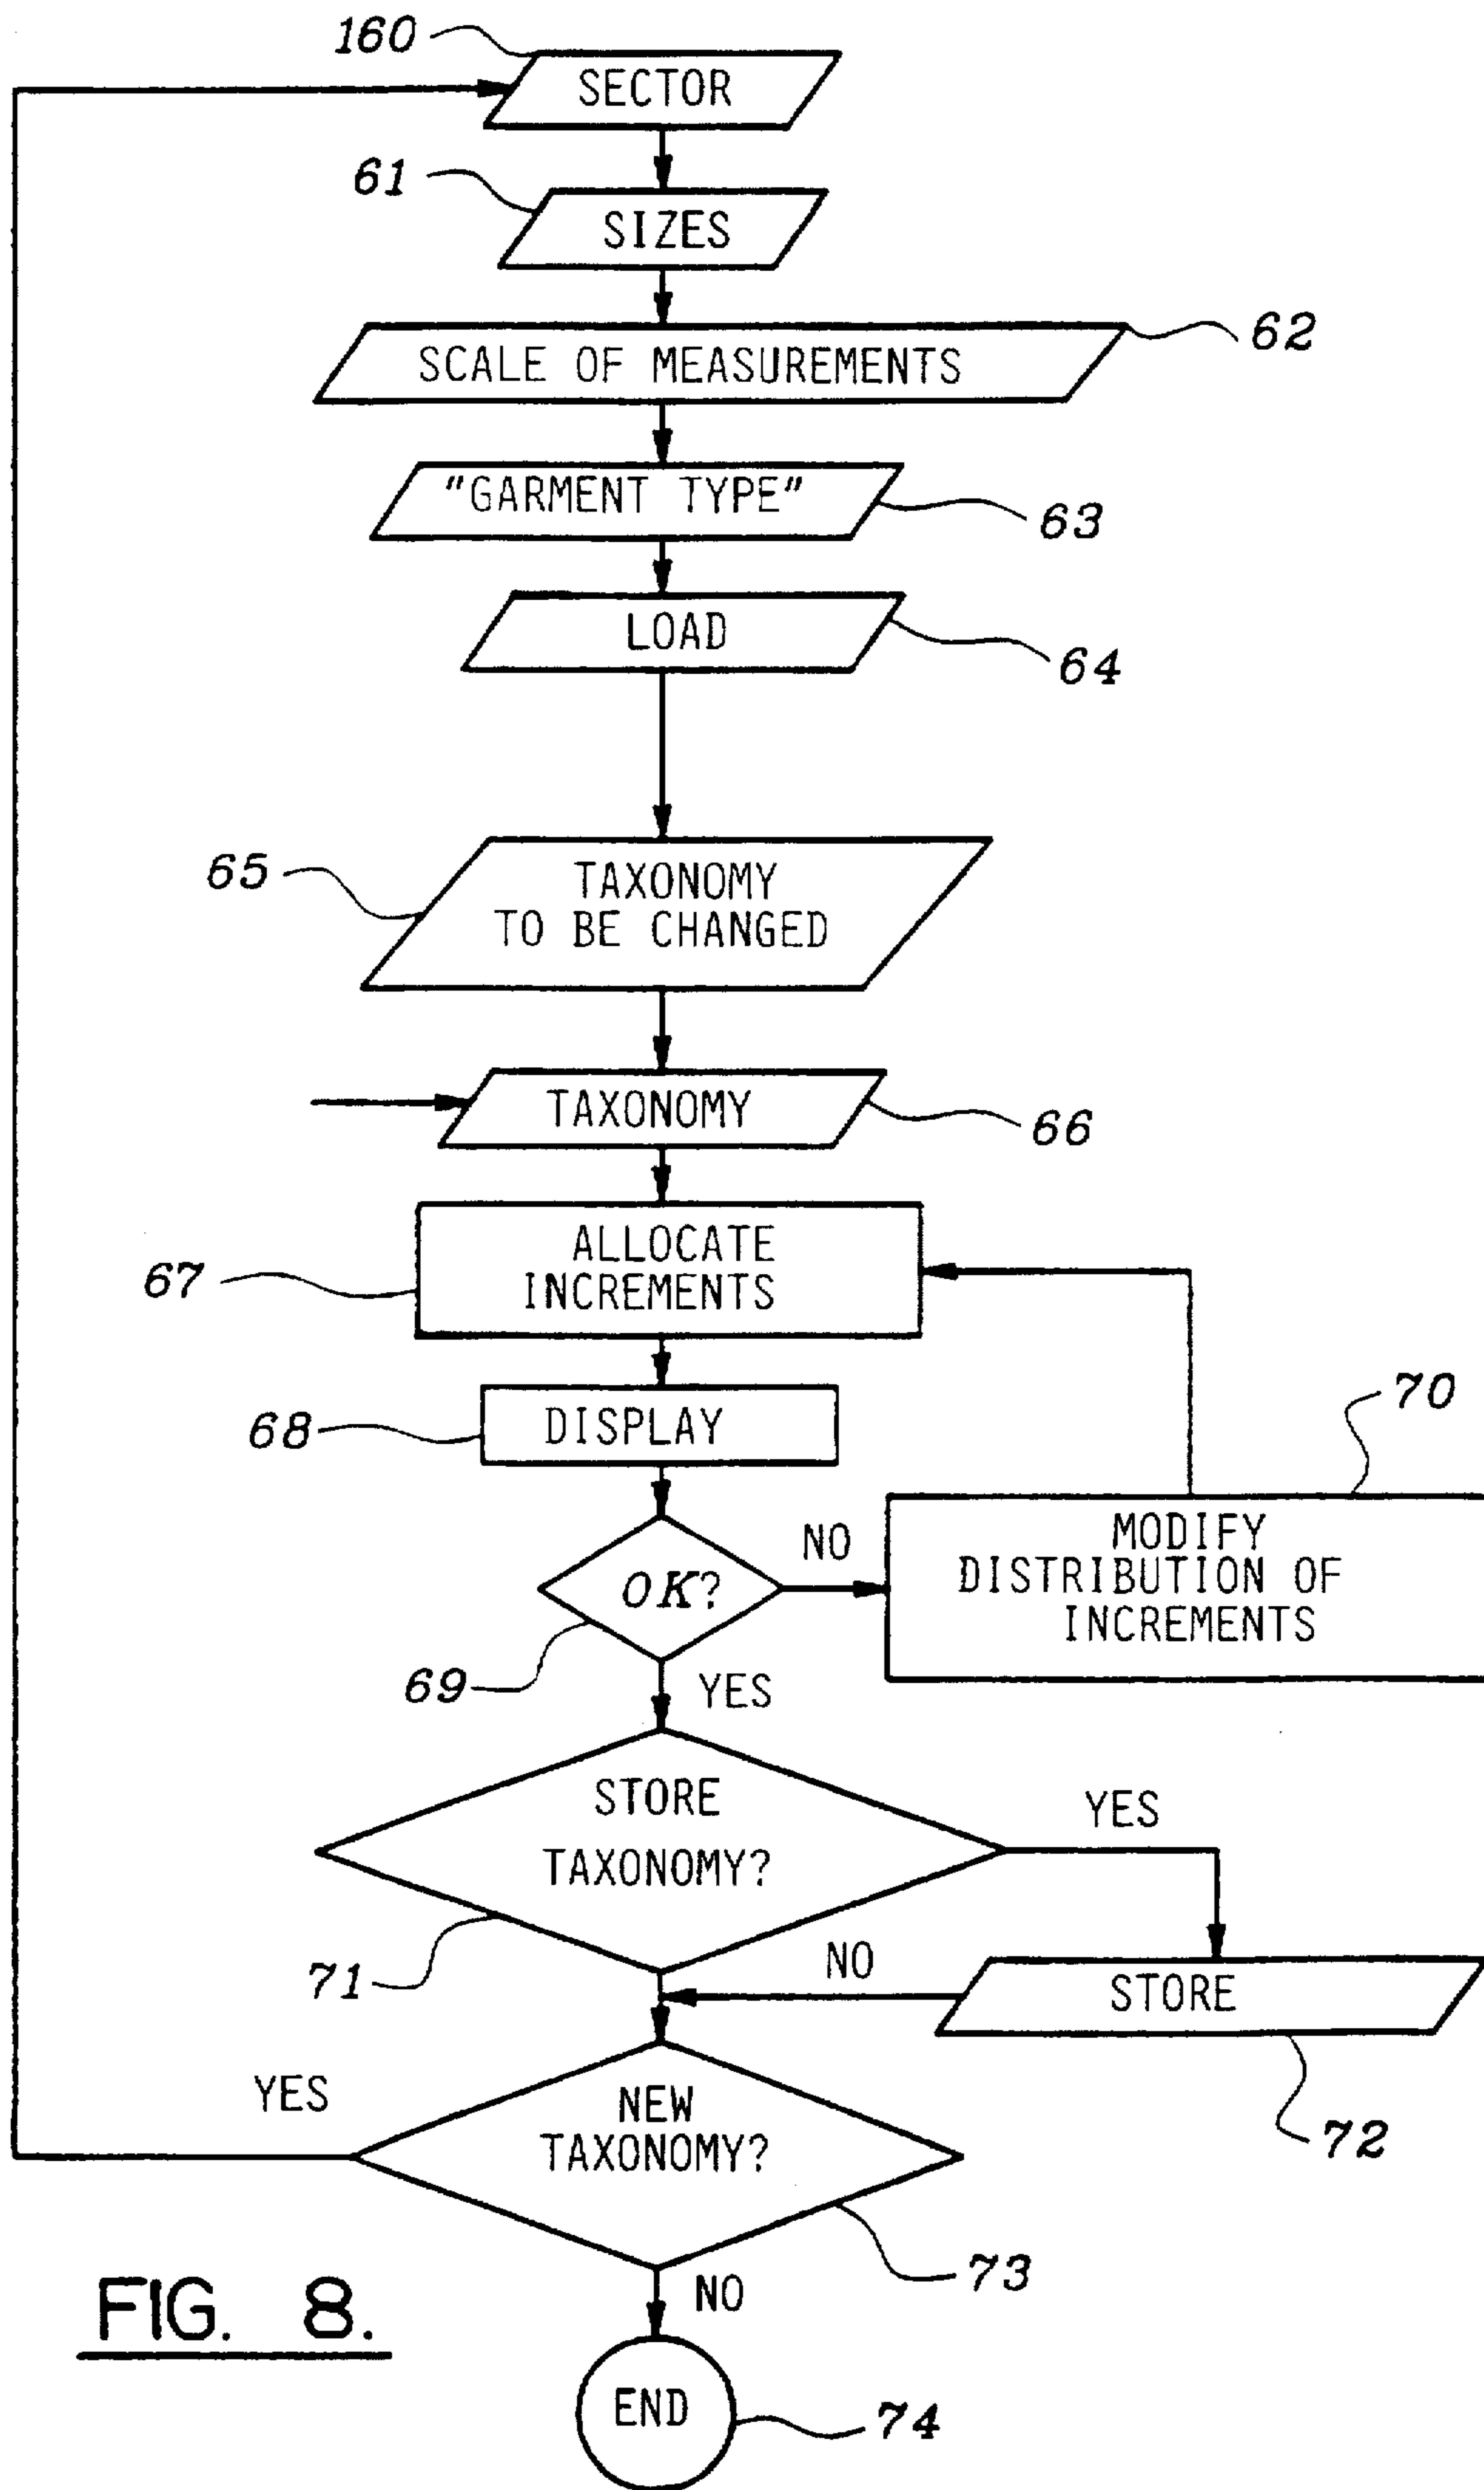 160
SECTOR
61
SIZES
62
SCALE OF MEASUREMENTS
"GARMENT TYPE"
63
LOAD
64
65
TAXONOMY
TO BE CHANGED
TAXONOMY
66
ALLOCATE
INCREMENTS
67
68
DISPLAY
70
OK?
NO
MODIFY
DISTRIBUTION OF
INCREMENTS
69
YES
STORE
TAXONOMY?
YES
71
NO
STORE
72
YES
NEW
TAXONOMY?
73
NO
FIG. 8.
END
74